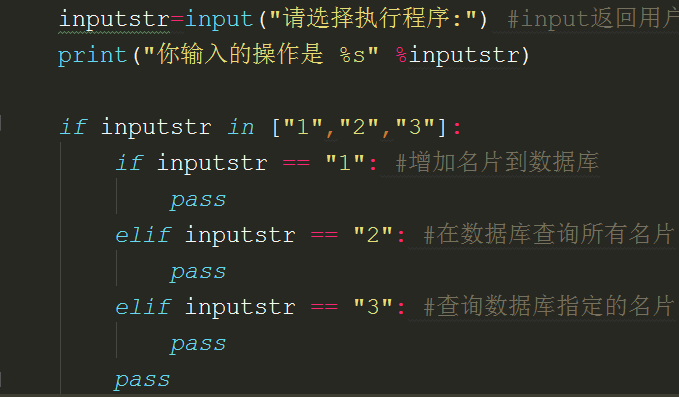 inputstr=input("请选择执行程序:") #input返回用户
print("你输入的操作是 %s" %inputstr)
if inputstr in ["1","2","3"]:
if inputstr == "1": #增加名片到数据库
pass
elif inputstr == "2": #在数据库查询所有名片
pass
elif inputstr == "3": #查询数据库指定的名片
pass
pass